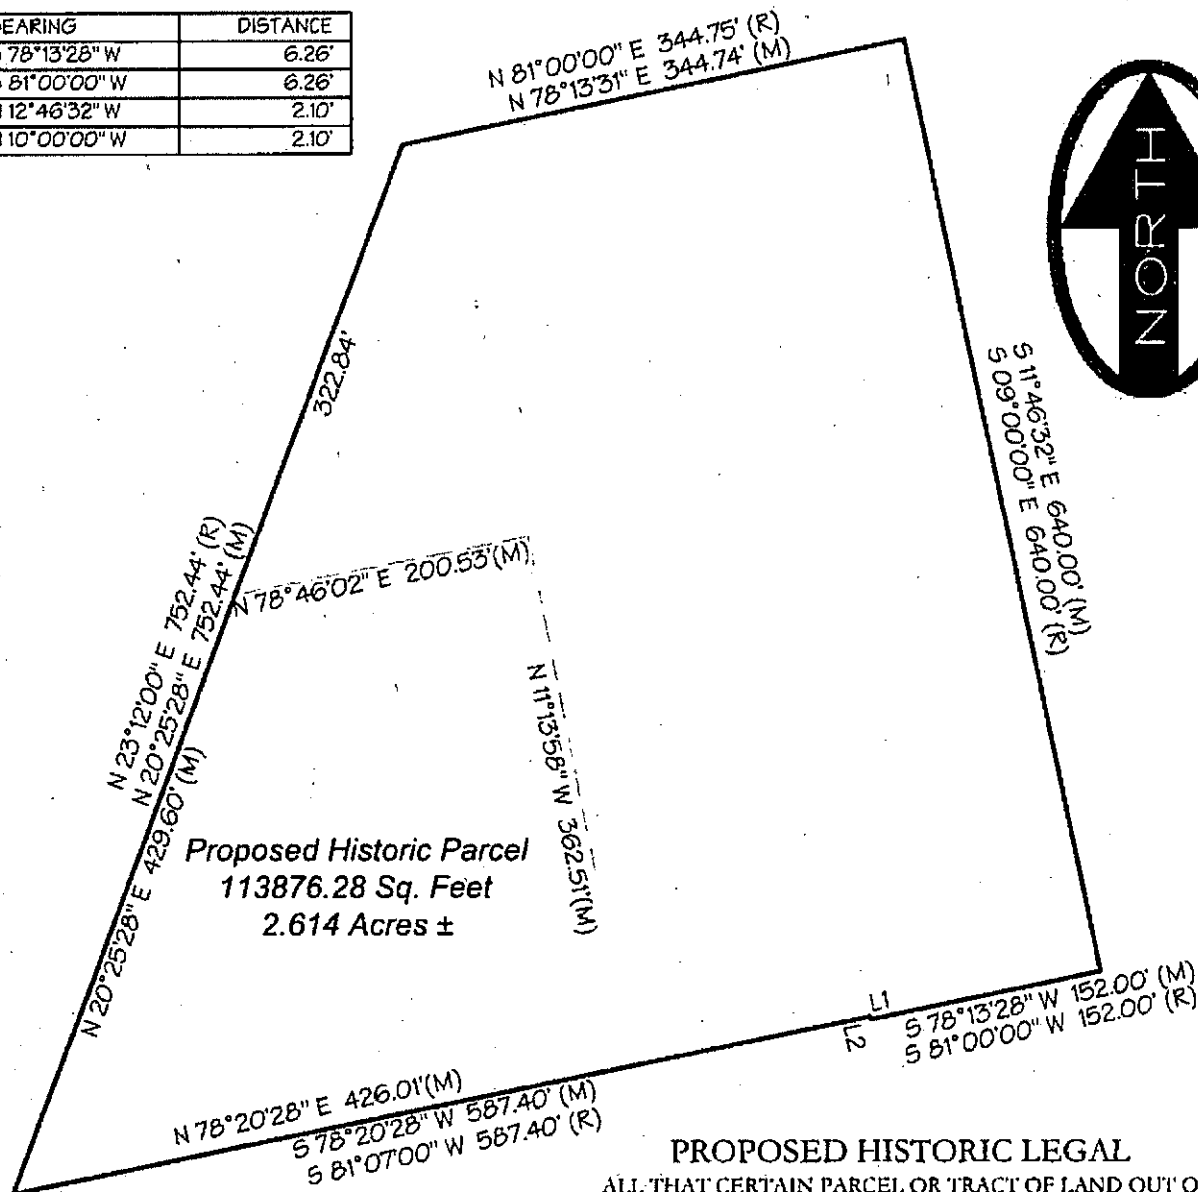 BEARING DISTANCE
78°13'28" W 6.26'
81°00'00" W 6.26'
12°46'32" W 2.10'
10°00'00" W 2.10'
N 81°00'00" E 344.75' (R)
N 78°13'31" E 344.74' (M)
NORTH
322.84'
S 11°46'32" E 640.00' (M)
S 09°00'00" E 640.00' (R)
N 23°12'00" E 752.44' (R)
N 20°25'28" E 752.44' (M)
N 78°46'02" E 200.53'(M)
N 11°13'58" W 362.51'(M)
N 20°25'28" E 429.60' (M)
Proposed Historic Parcel
113876.28 Sq. Feet
2.614 Acres ±
L1
L2
S 78°13'28" W 152.00' (M)
S 81°00'00" W 152.00' (R)
N 78°20'28" E 426.01'(M)
S 78°20'28" W 587.40' (M)
S 81°07'00" W 587.40' (R)
PROPOSED HISTORIC LEGAL
ALL THAT CERTAIN PARCEL OR TRACT OF LAND OUT O